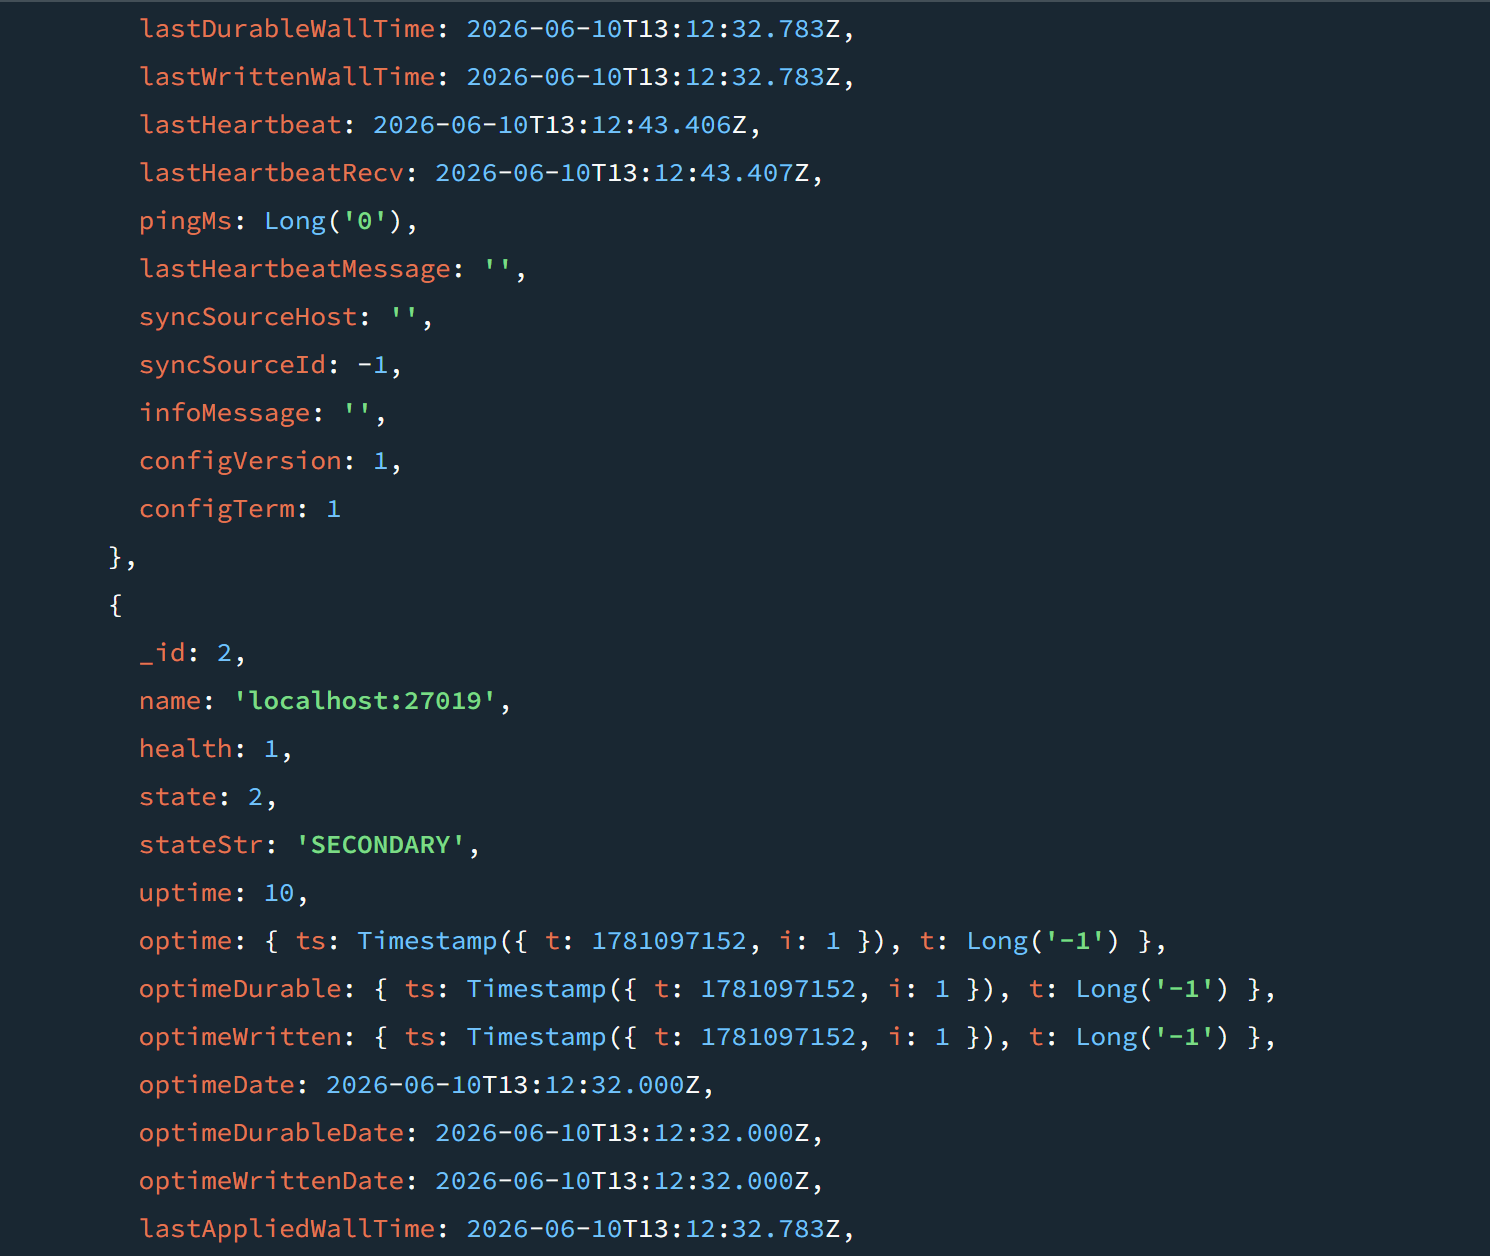 lastDurableWallTime: 2026-06-10T13:12:32.783Z,
lastWrittenWallTime: 2026-06-10T13:12:32.783Z,
lastHeartbeat: 2026-06-10T13:12:43.406Z,
lastHeartbeatRecv: 2026-06-10T13:12:43.407Z,
pingMs: Long('0'),
lastHeartbeatMessage: '',
syncSourceHost: '',
syncSourceId: -1,
infoMessage: '',
configVersion: 1,
configTerm: 1
},
{
_id: 2,
name: 'localhost:27019',
health: 1,
state: 2,
stateStr: 'SECONDARY',
uptime: 10,
optime: { ts: Timestamp({ t: 1781097152, i: 1 }), t: Long('-1') },
optimeDurable: { ts: Timestamp({ t: 1781097152, i: 1 }), t: Long('-1') },
optimeWritten: { ts: Timestamp({ t: 1781097152, i: 1 }), t: Long('-1') },
optimeDate: 2026-06-10T13:12:32.000Z,
optimeDurableDate: 2026-06-10T13:12:32.000Z,
optimeWrittenDate: 2026-06-10T13:12:32.000Z,
lastAppliedWallTime: 2026-06-10T13:12:32.783Z,